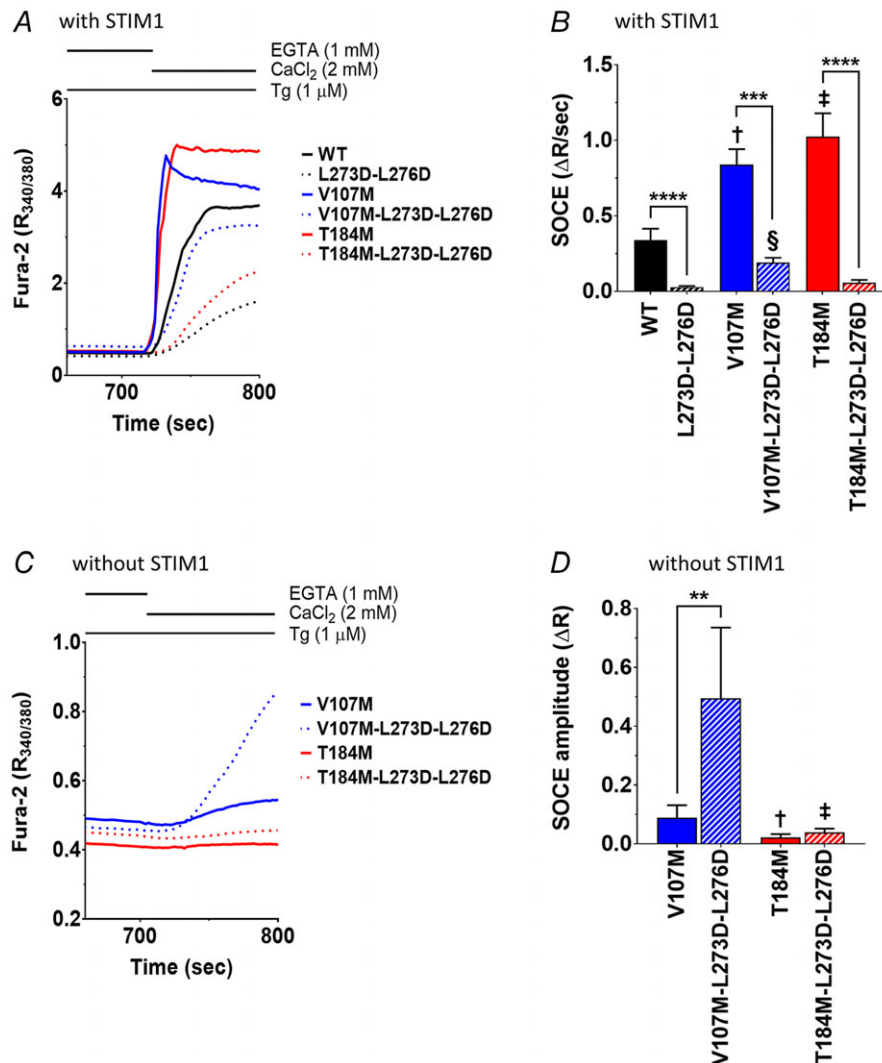 A with STIM1
EGTA (1 mM)
CaCl2 (2 mM)
Tg (1 µM)
Fura-2 (R340/380)
6
4
2
0
700
800
Time (sec)
WT
L273D-L276D
V107M
V107M-L273D-L276D
T184M
T184M-L273D-L276D
B with STIM1
SOCE (ΔR/sec)
1.5
1.0
0.5
0.0
****
†
***
§
‡
****
WT
L273D-L276D
V107M
V107M-L273D-L276D
T184M
T184M-L273D-L276D
C without STIM1
EGTA (1 mM)
CaCl2 (2 mM)
Tg (1 µM)
Fura-2 (R340/380)
1.0
0.8
0.6
0.4
0.2
700
800
Time (sec)
V107M
V107M-L273D-L276D
T184M
T184M-L273D-L276D
D without STIM1
SOCE amplitude (ΔR)
0.8
0.6
0.4
0.2
0.0
**
†
‡
V107M
V107M-L273D-L276D
T184M
T184M-L273D-L276D